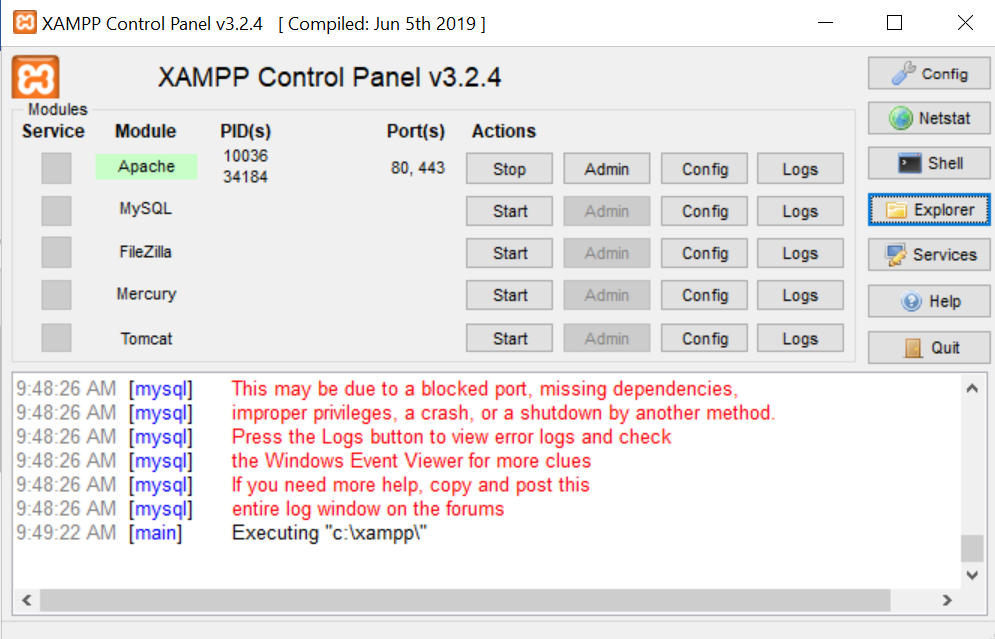 XAMPP Control Panel v3.2.4 [ Compiled: Jun 5th 2019 ]
XAMPP Control Panel v3.2.4
Modules
Service Module PID(s) Port(s) Actions
Apache 10036 34184 80, 443 Stop Admin Config Logs
MySQL Start Admin Config Logs
FileZilla Start Admin Config Logs
Mercury Start Admin Config Logs
Tomcat Start Admin Config Logs
Config
Netstat
Shell
Explorer
Services
Help
Quit
9:48:26 AM [mysql] This may be due to a blocked port, missing dependencies,
9:48:26 AM [mysql] improper privileges, a crash, or a shutdown by another method.
9:48:26 AM [mysql] Press the Logs button to view error logs and check
9:48:26 AM [mysql] the Windows Event Viewer for more clues
9:48:26 AM [mysql] If you need more help, copy and post this
9:48:26 AM [mysql] entire log window on the forums
9:49:22 AM [main] Executing "c:\xampp\"